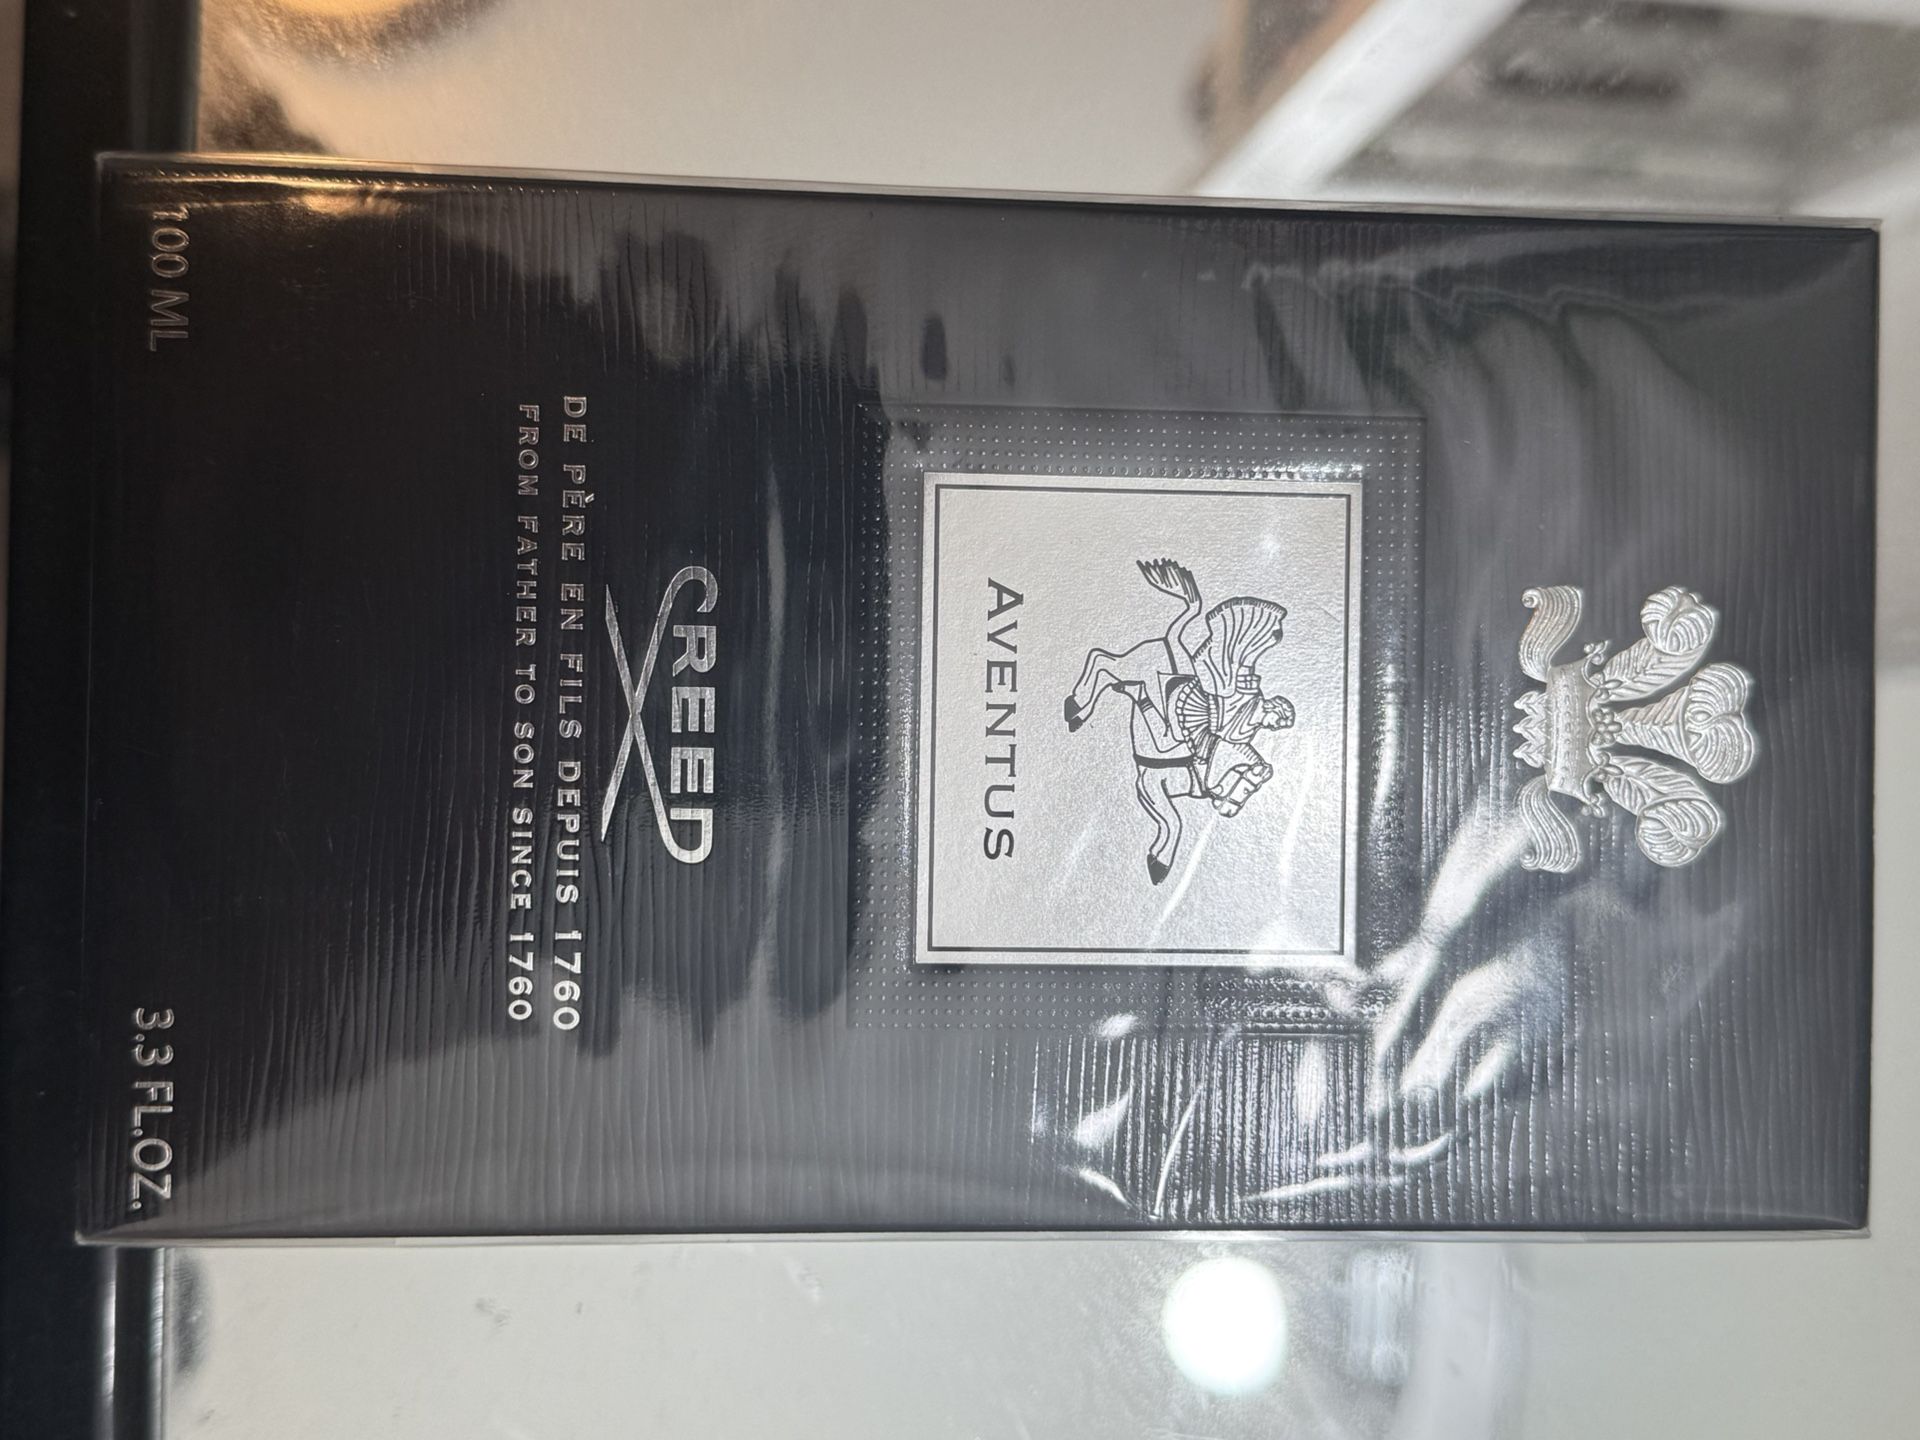 AVENTUS
CREED
DE PÈRE EN FILS DEPUIS 1760
FROM FATHER TO SON SINCE 1760
100 ML
3.3 FL.OZ.